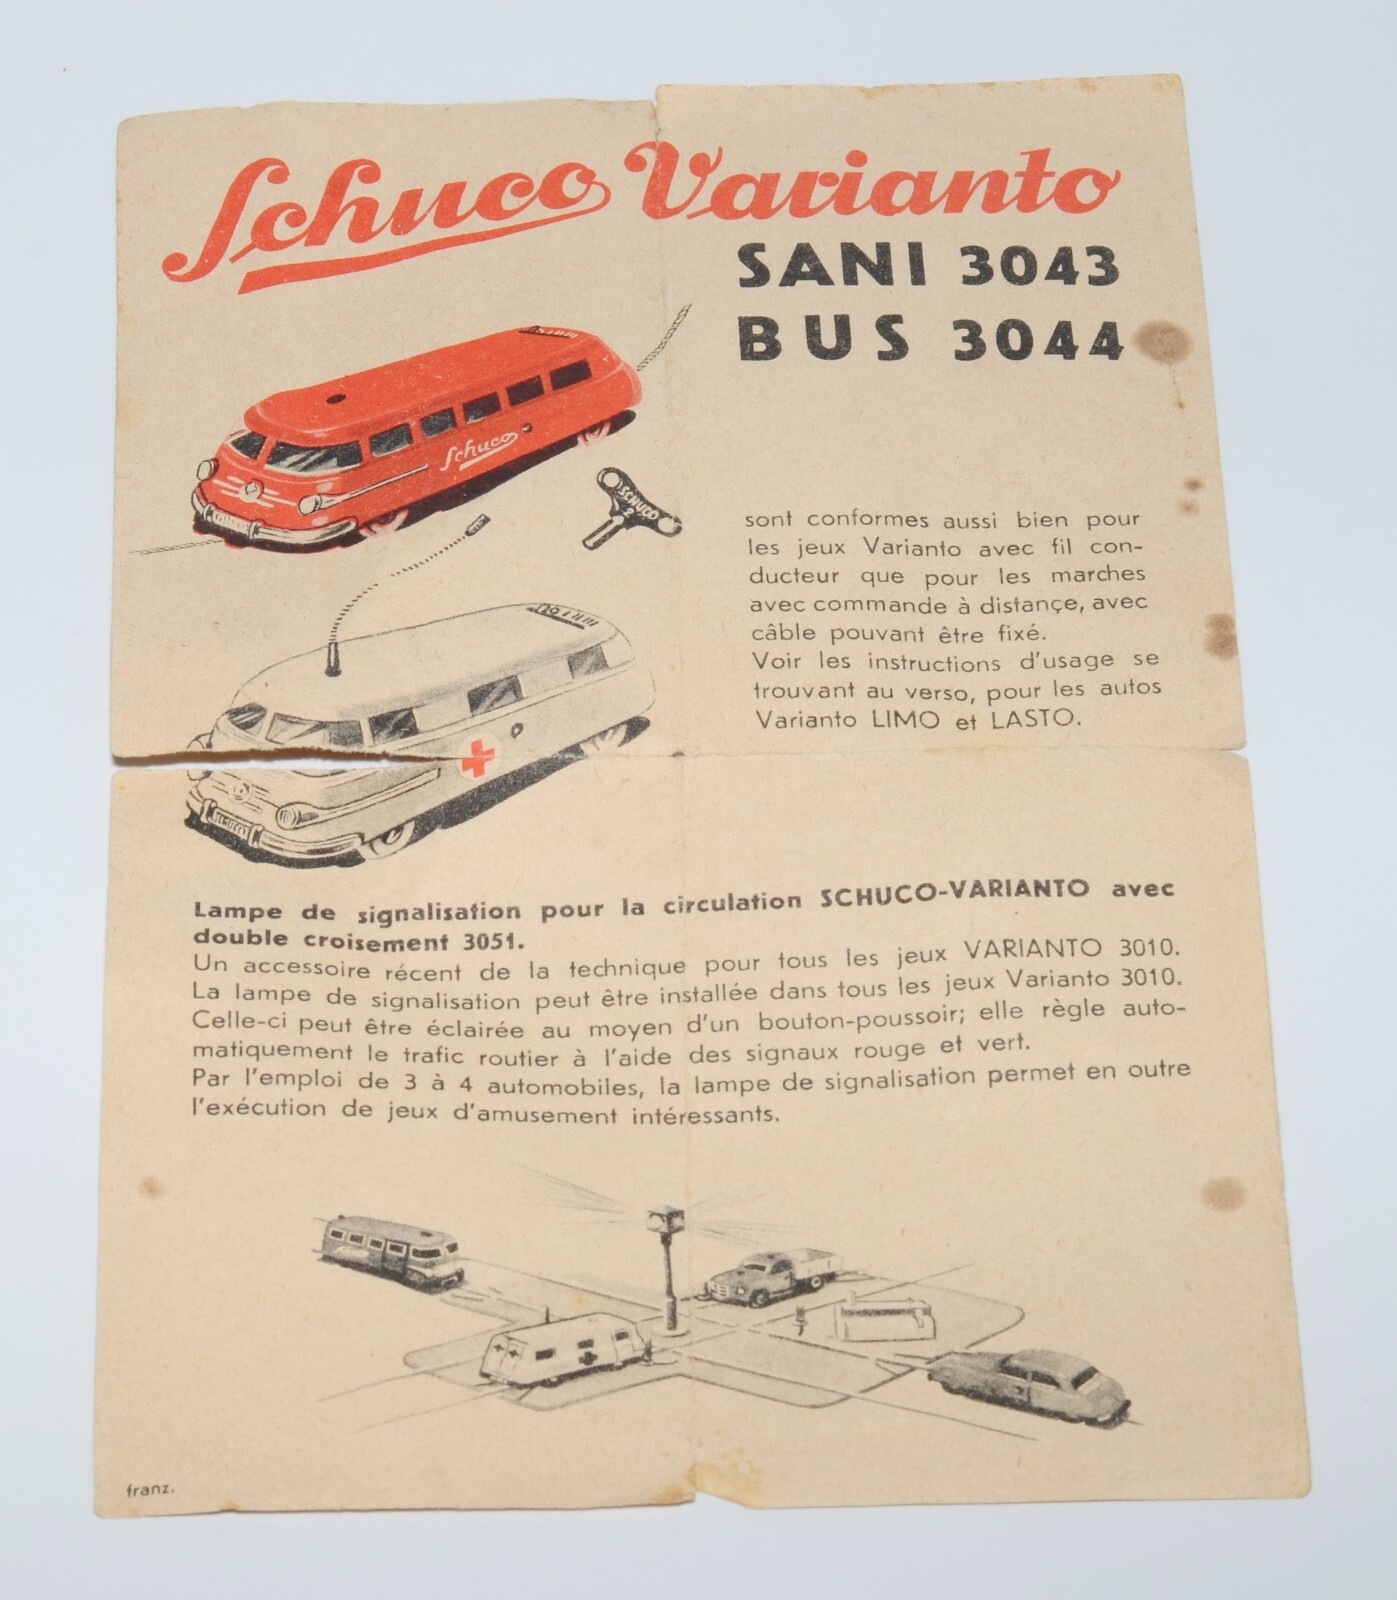 Schuco Varianto
SANI 3043
BUS 3044
Schuco
SCHUCO
2
sont conformes aussi bien pour
les jeux Varianto avec fil con-
ducteur que pour les marches
avec commande à distançe, avec
câble pouvant être fixé.
Voir les instructions d'usage se
trouvant au verso, pour les autos
Varianto LIMO et LASTO.
SCHUCO
Lampe de signalisation pour la circulation SCHUCO-VARIANTO avec
double croisement 3051.
Un accessoire récent de la technique pour tous les jeux VARIANTO 3010.
La lampe de signalisation peut être installée dans tous les jeux Varianto 3010.
Celle-ci peut être éclairée au moyen d'un bouton-poussoir; elle règle auto-
matiquement le trafic routier à l'aide des signaux rouge et vert.
Par l'emploi de 3 à 4 automobiles, la lampe de signalisation permet en outre
l'exécution de jeux d'amusement intéressants.
franz.